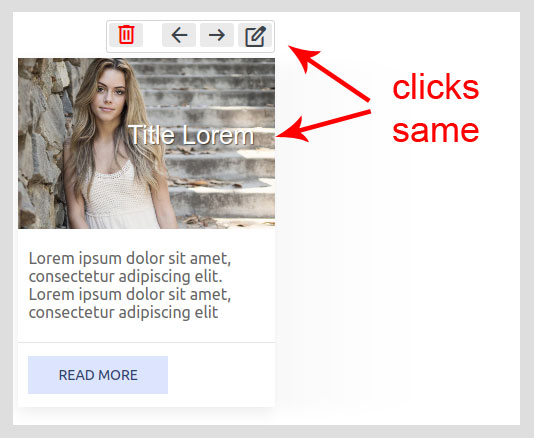 clicks
same
Title Lorem
Lorem ipsum dolor sit amet,
consectetur adipiscing elit.
Lorem ipsum dolor sit amet,
consectetur adipiscing elit
READ MORE